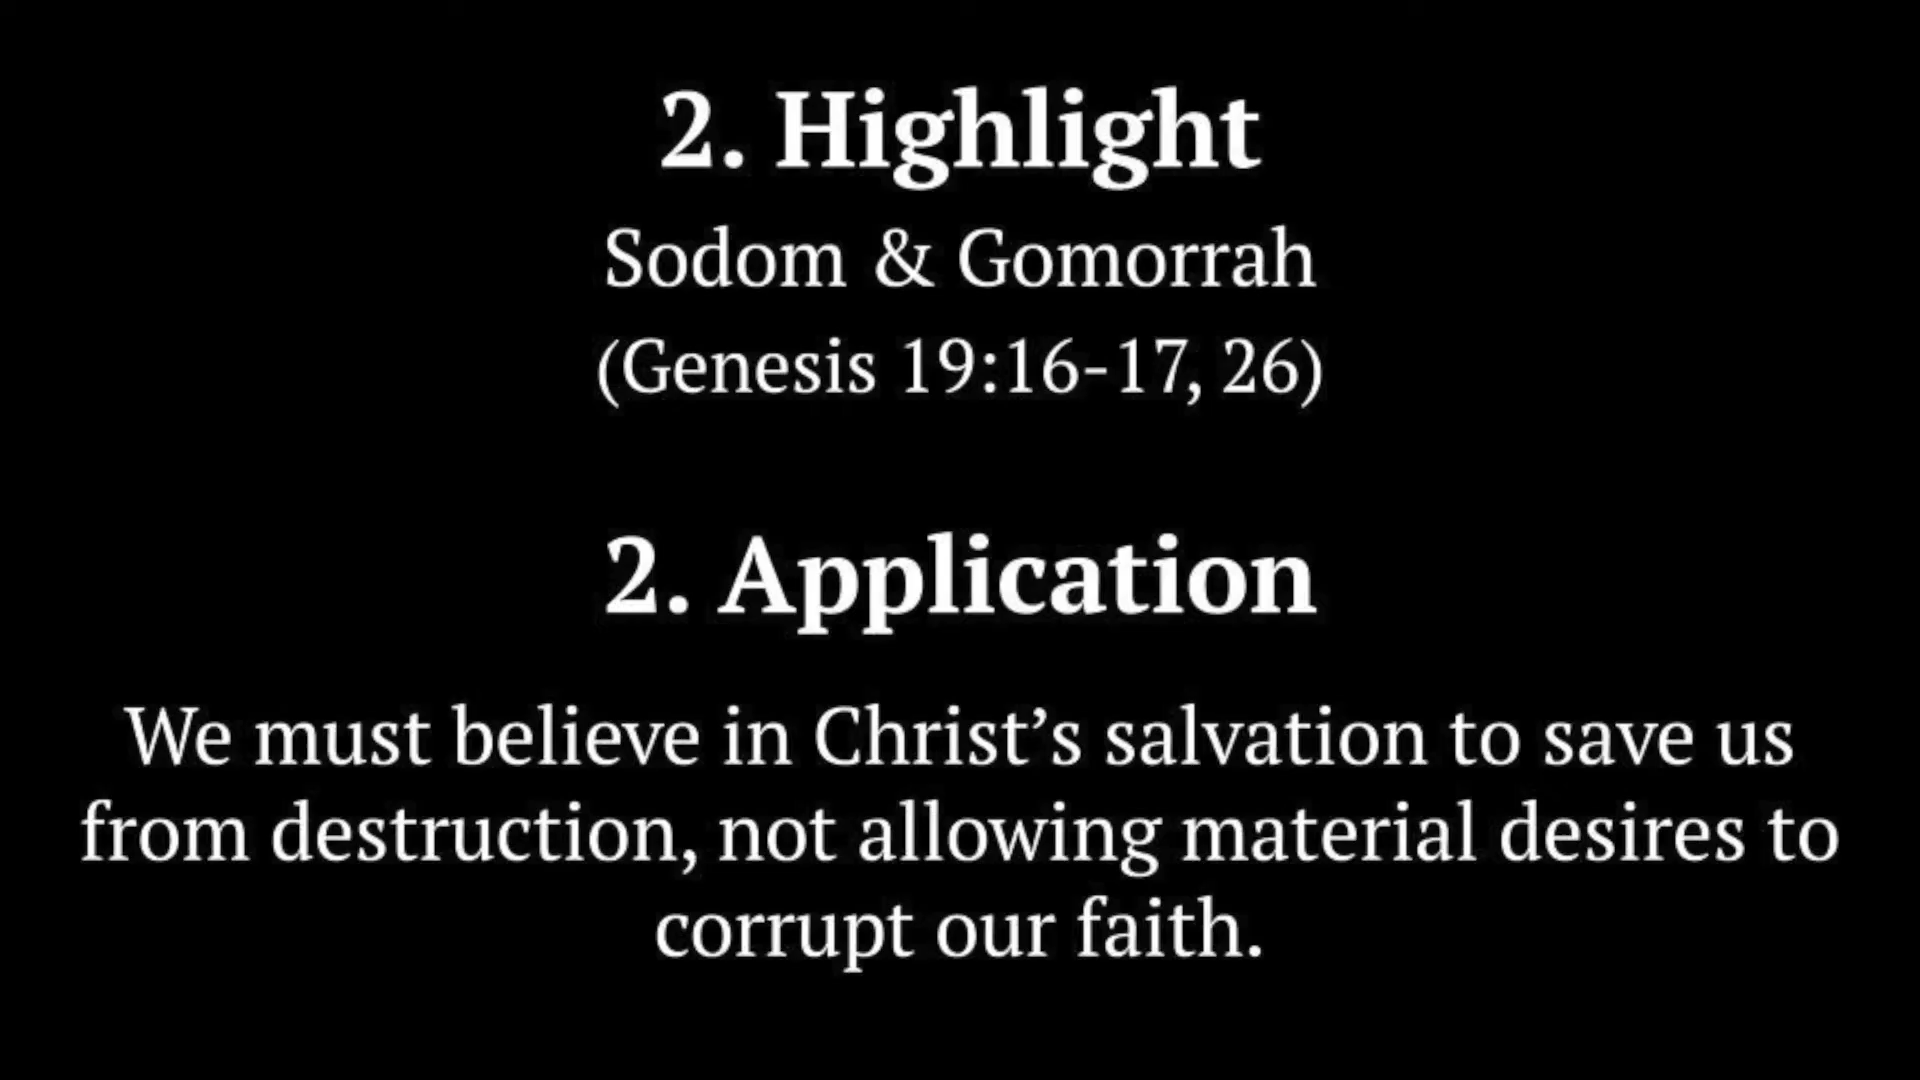 2. Highlight
Sodom & Gomorrah
(Genesis 19:16-17, 26)
2. Application
We must believe in Christ’s salvation to save us
from destruction, not allowing material desires to
corrupt our faith.